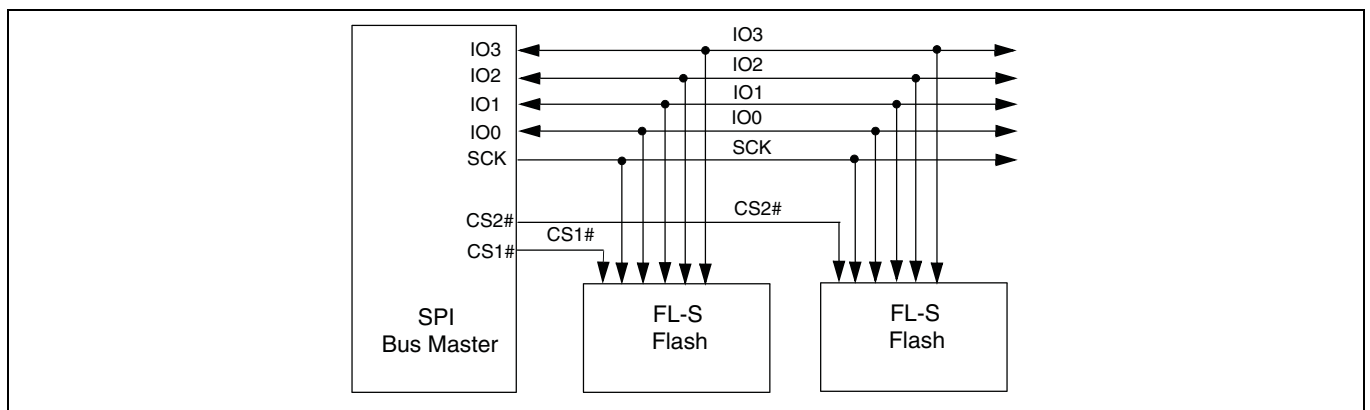 IO3
IO3
IO2
IO2
IO1
IO1
IO0
IO0
SCK
SCK
CS2#
CS2#
CS1#
CS1#
SPI
Bus Master
FL-S
Flash
FL-S
Flash